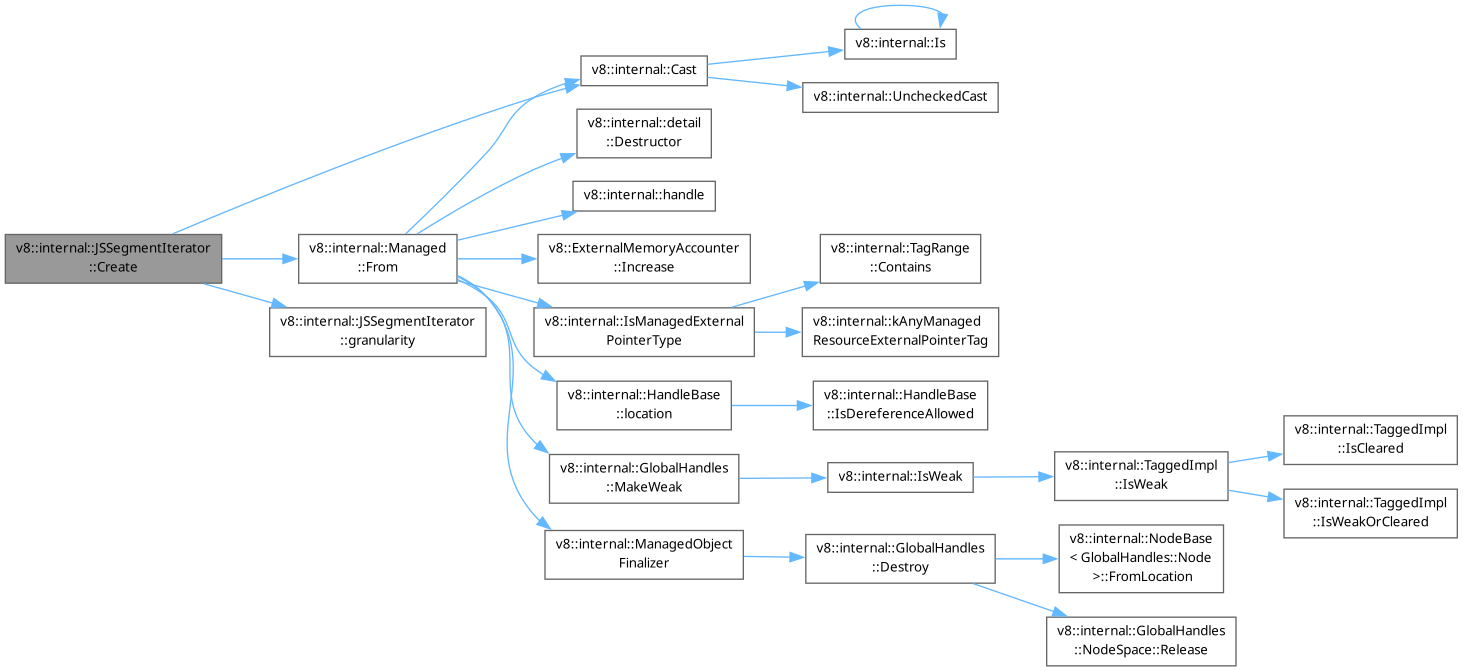 v8::internal::JSSegmentIterator
::Create
v8::internal::Managed
::From
v8::internal::JSSegmentIterator
::granularity
v8::internal::Cast
v8::internal::detail
::Destructor
v8::internal::handle
v8::ExternalMemoryAccounter
::Increase
v8::internal::IsManagedExternal
PointerType
v8::internal::HandleBase
::location
v8::internal::GlobalHandles
::MakeWeak
v8::internal::ManagedObject
Finalizer
v8::internal::Is
v8::internal::UncheckedCast
v8::internal::TagRange
::Contains
v8::internal::kAnyManaged
ResourceExternalPointerTag
v8::internal::HandleBase
::IsDereferenceAllowed
v8::internal::IsWeak
v8::internal::GlobalHandles
::Destroy
v8::internal::TaggedImpl
::IsWeak
v8::internal::NodeBase
< GlobalHandles::Node
>::FromLocation
v8::internal::GlobalHandles
::NodeSpace::Release
v8::internal::TaggedImpl
::IsCleared
v8::internal::TaggedImpl
::IsWeakOrCleared